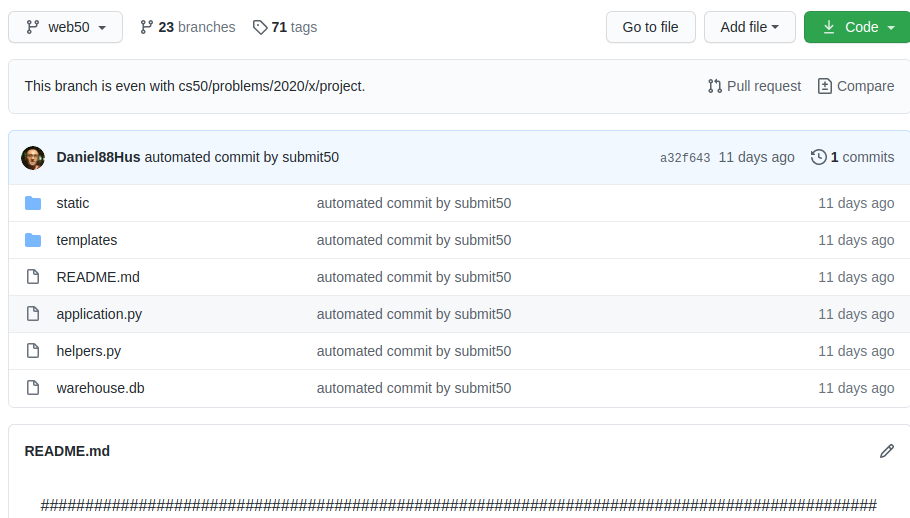 web50 23 branches 71 tags Go to file Add file Code
This branch is even with cs50/problems/2020/x/project. Pull request Compare
Daniel88Hus automated commit by submit50 a32f643 11 days ago 1 commits
static automated commit by submit50 11 days ago
templates automated commit by submit50 11 days ago
README.md automated commit by submit50 11 days ago
application.py automated commit by submit50 11 days ago
helpers.py automated commit by submit50 11 days ago
warehouse.db automated commit by submit50 11 days ago
README.md
##############################################################################################